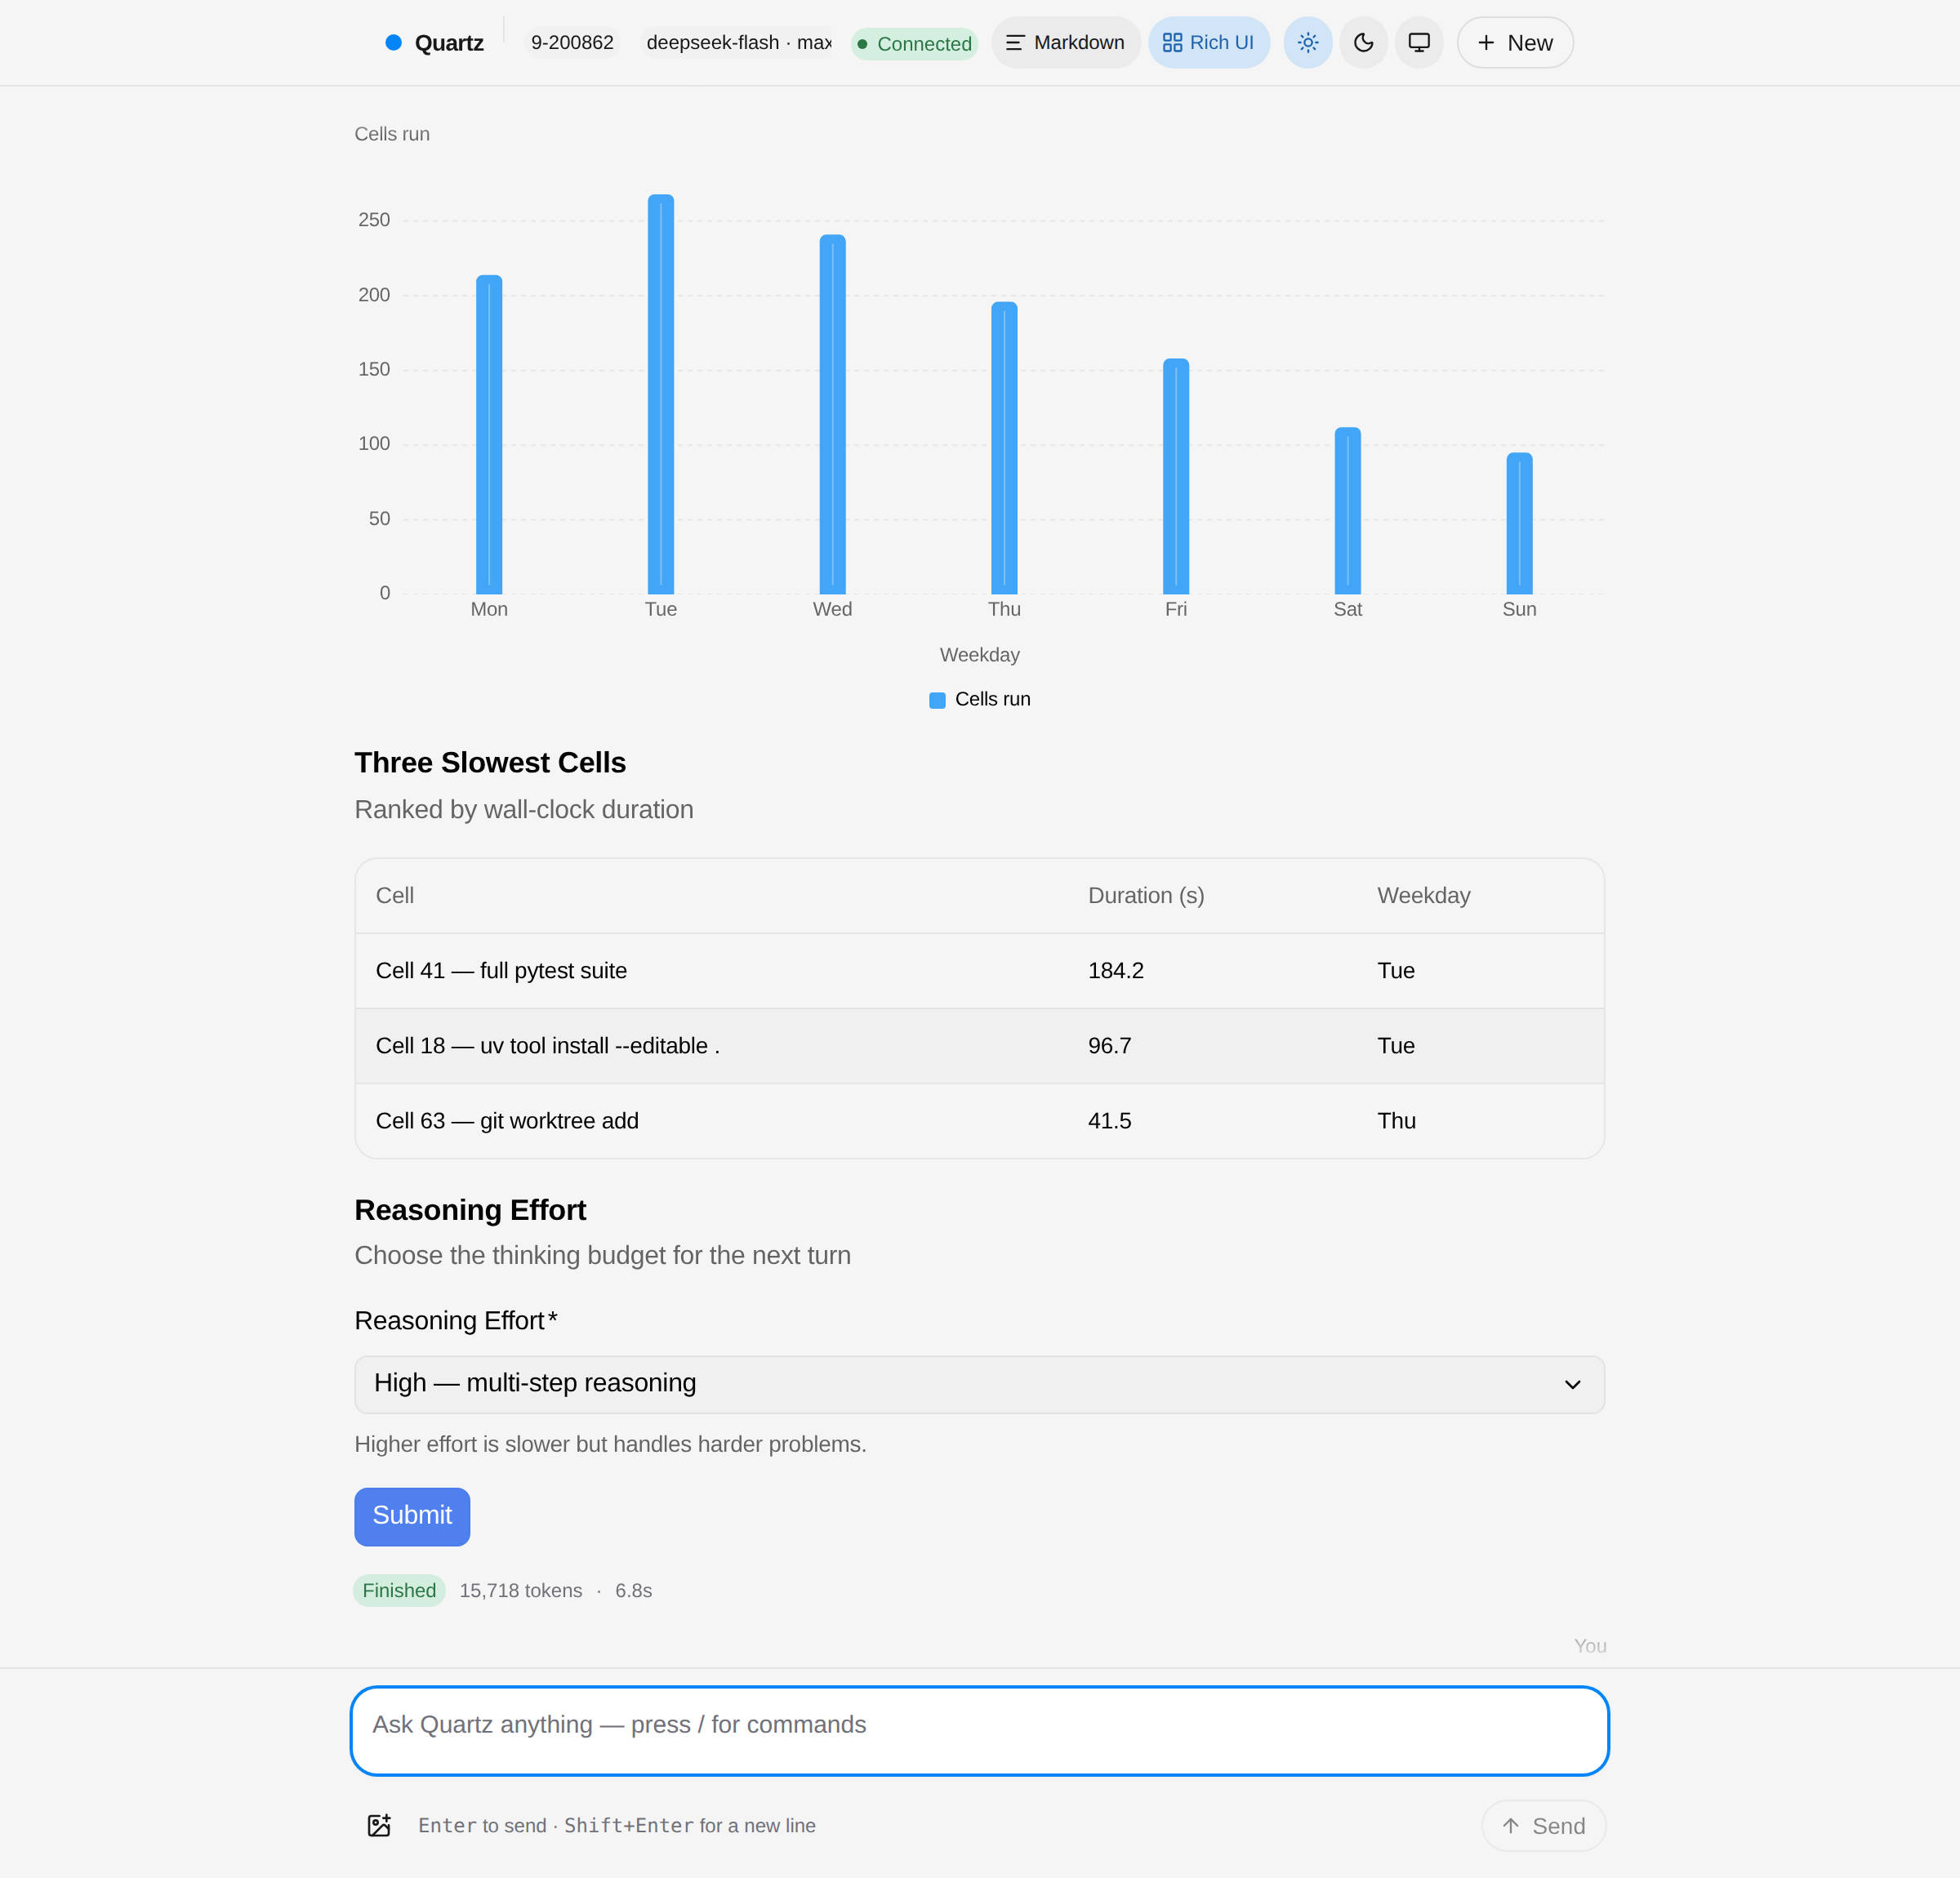 Quartz 9-200862 deepseek-flash · max Connected Markdown Rich UI New
Cells run
250
200
150
100
50
0
Mon Tue Wed Thu Fri Sat Sun
Weekday
Cells run
Three Slowest Cells
Ranked by wall-clock duration
Cell Duration (s) Weekday
Cell 41 — full pytest suite 184.2 Tue
Cell 18 — uv tool install --editable . 96.7 Tue
Cell 63 — git worktree add 41.5 Thu
Reasoning Effort
Choose the thinking budget for the next turn
Reasoning Effort*
High — multi-step reasoning
Higher effort is slower but handles harder problems.
Submit
Finished 15,718 tokens · 6.8s
You
Ask Quartz anything — press / for commands
Enter to send · Shift+Enter for a new line Send